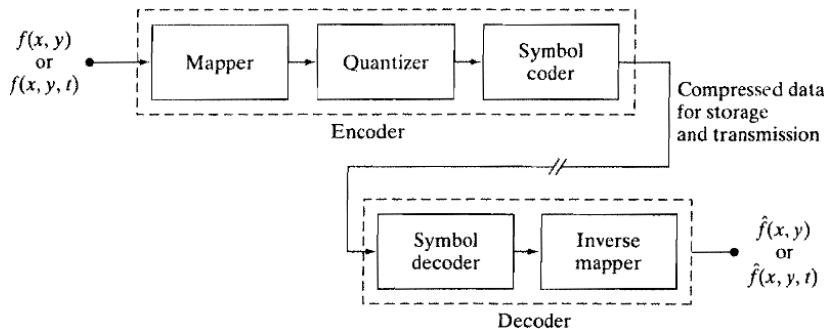 f(x, y)
or
f(x, y, t)
Mapper
Quantizer
Symbol
coder
Encoder
Compressed data
for storage
and transmission
Symbol
decoder
Inverse
mapper
Decoder
f̂(x, y)
or
f̂(x, y, t)